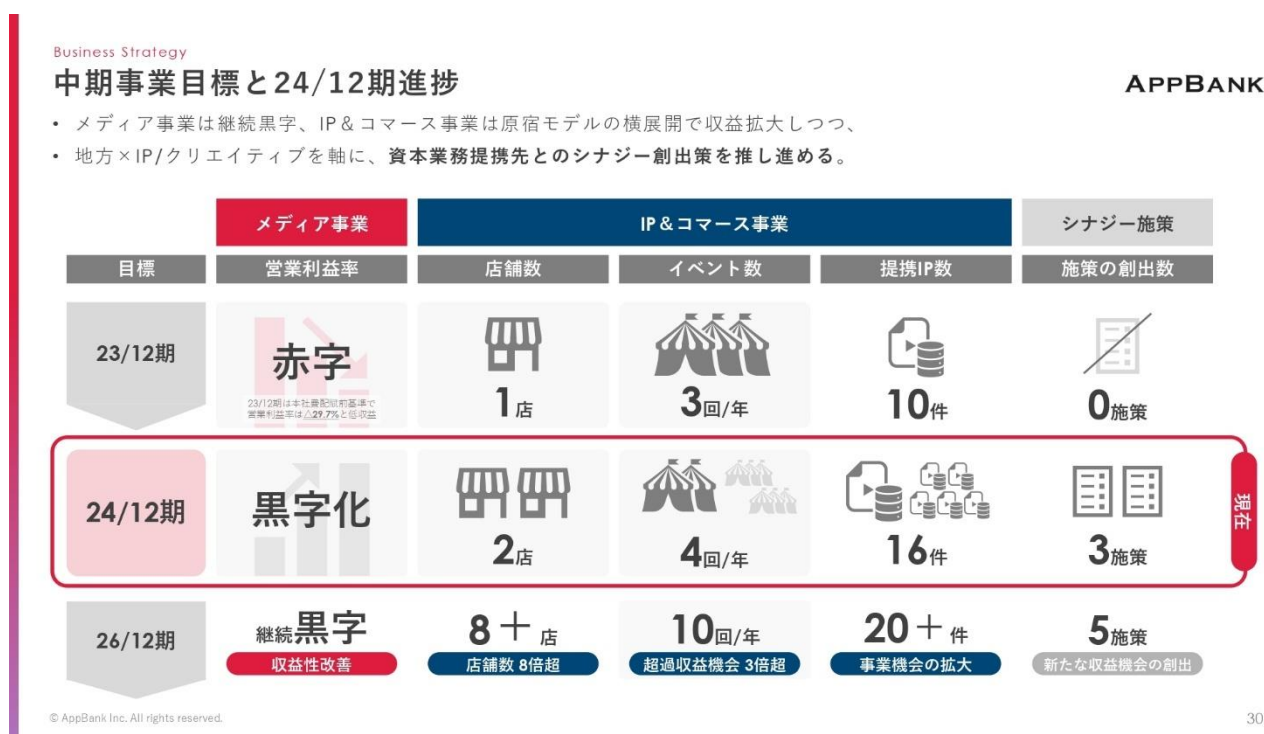 Business Strategy
中期事業目標と24/12期進捗
APPBANK
• メディア事業は継続黒字、IP＆コマース事業は原宿モデルの横展開で収益拡大しつつ、
• 地方×IP/クリエイティブを軸に、資本業務提携先とのシナジー創出策を推し進める。
メディア事業 IP＆コマース事業 シナジー施策
目標 営業利益率 店舗数 イベント数 提携IP数 施策の創出数
23/12期 赤字 1店 3回/年 10件 0施策
23/12期は本社費配賦前基準で
営業利益率は△29.7%と低収益
24/12期 黒字化 2店 4回/年 16件 3施策
現在
26/12期 継続黒字 8＋店 10回/年 20＋件 5施策
収益性改善 店舗数 8倍超 超過収益機会 3倍超 事業機会の拡大 新たな収益機会の創出
© AppBank Inc. All rights reserved.
30